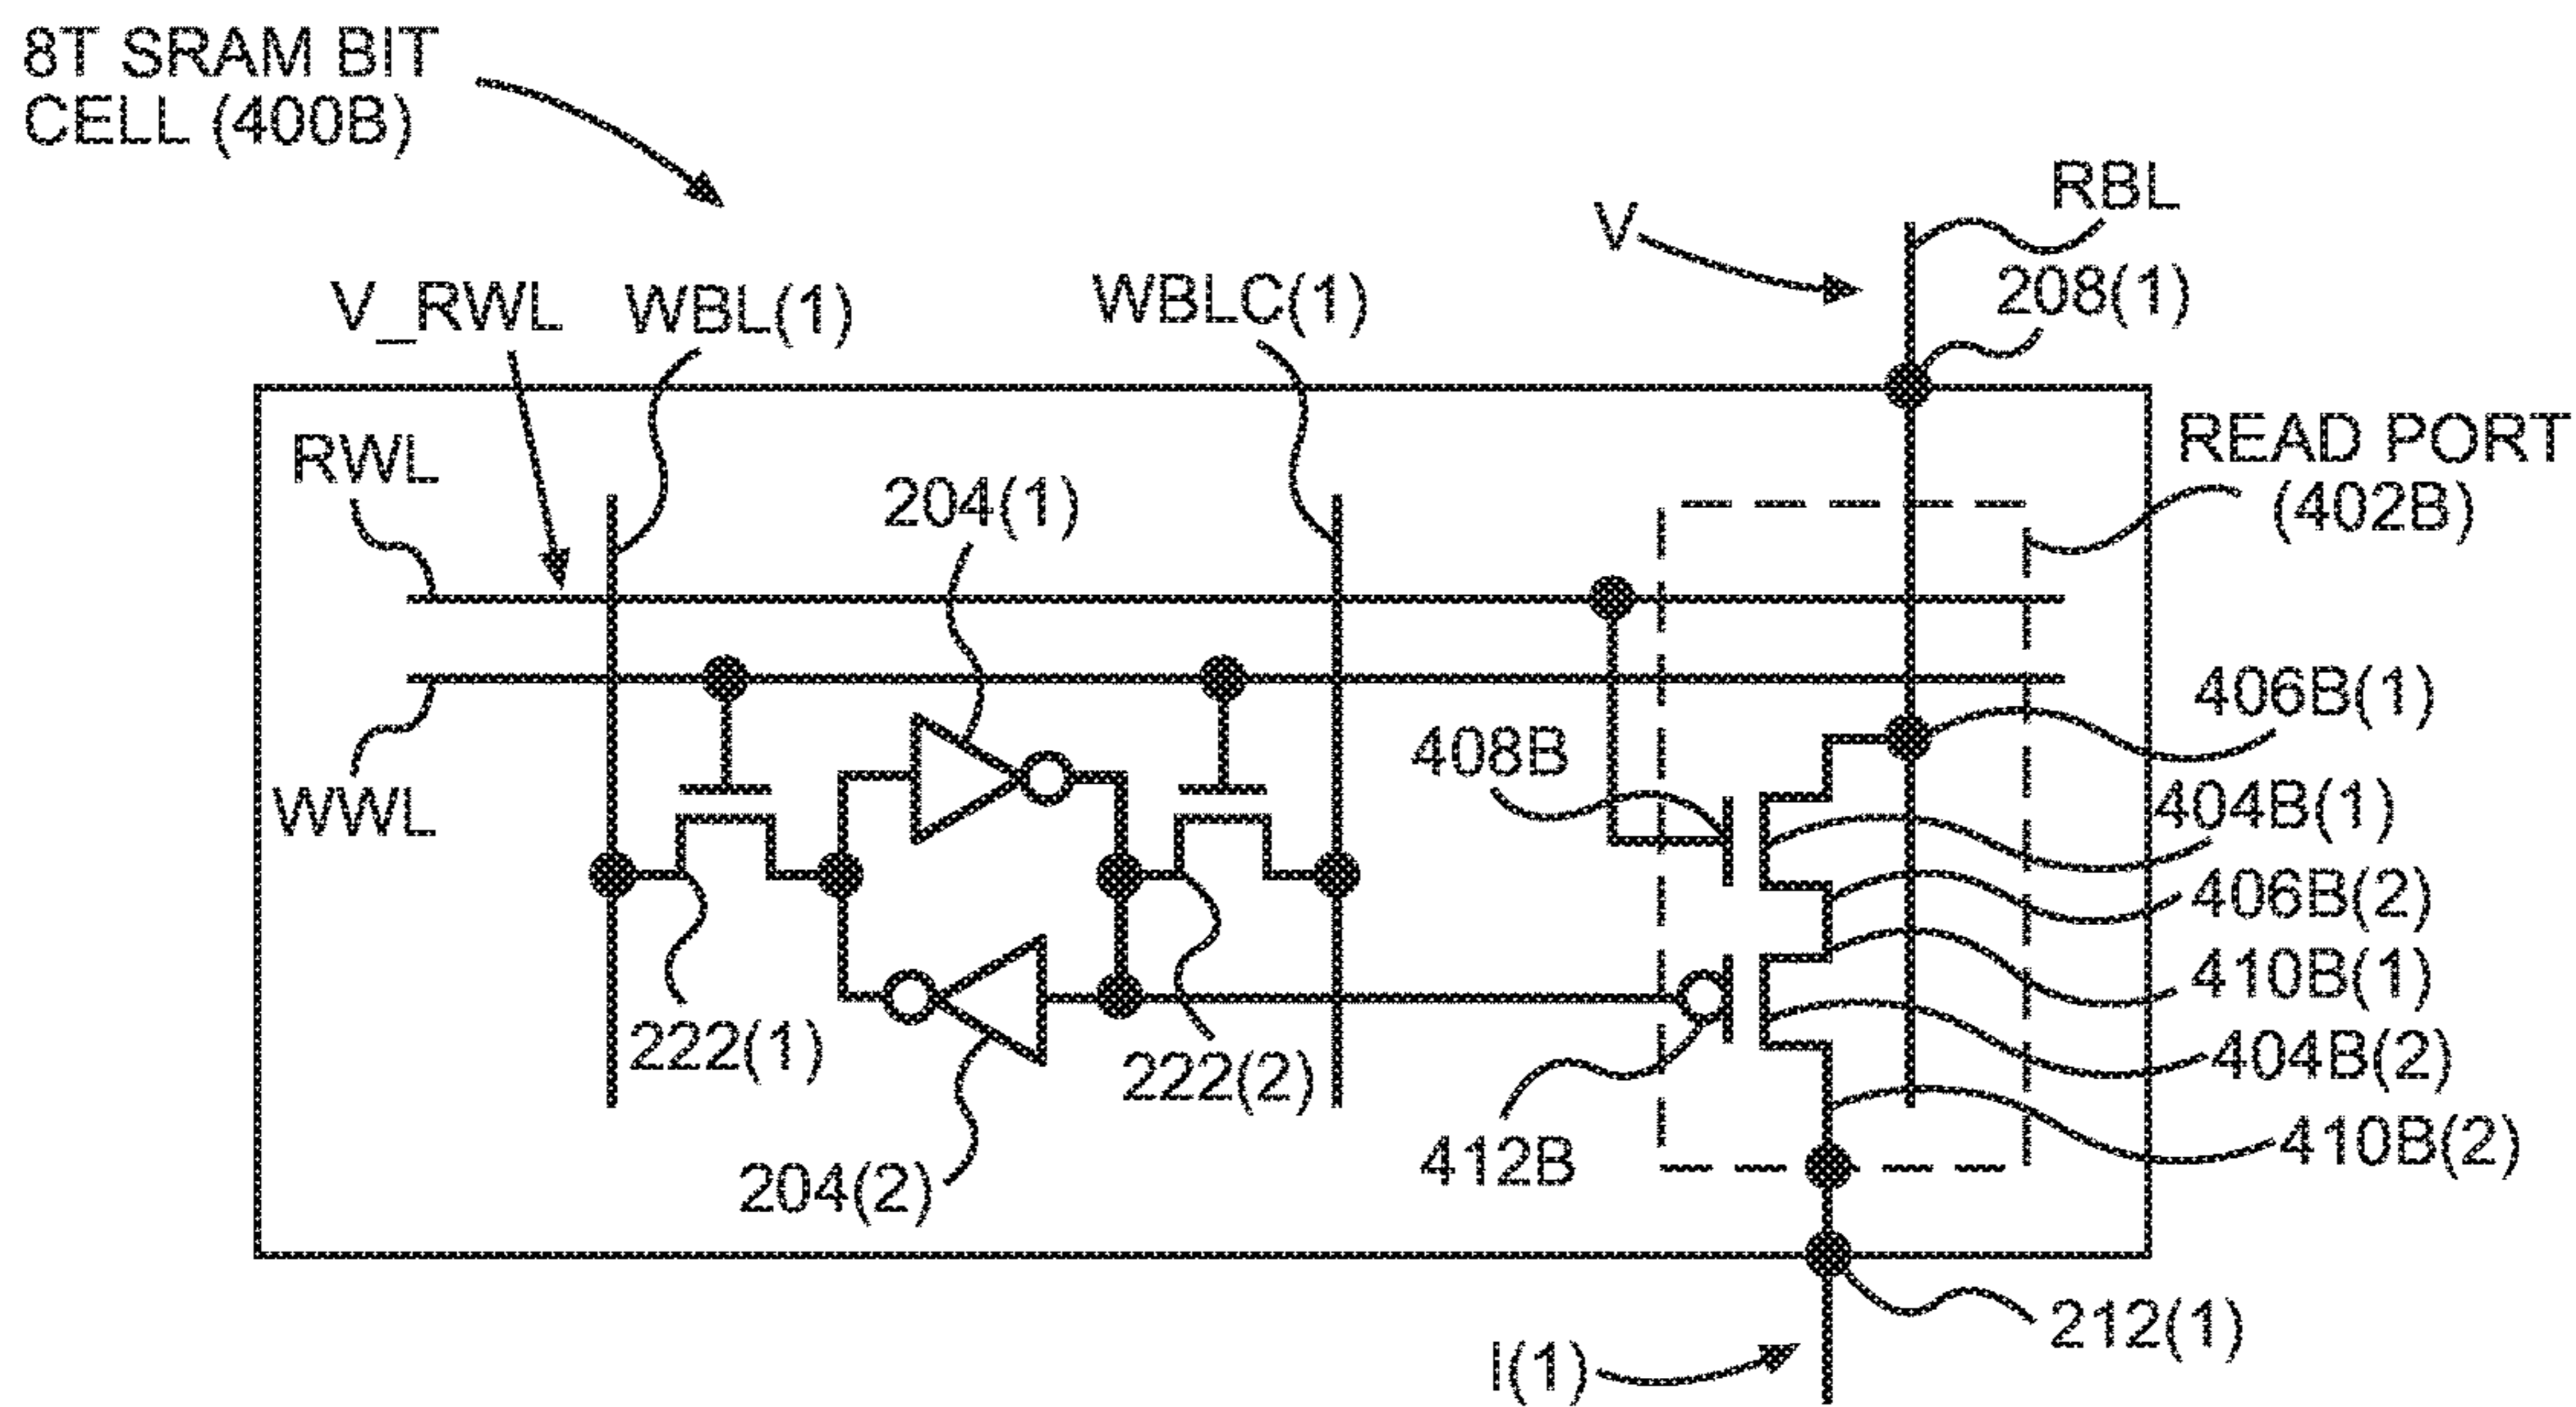 8T SRAM BIT
CELL (400B)
RBL
V
208(1)
V_RWL
WBL(1)
WBLC(1)
READ PORT
(402B)
RWL
204(1)
406B(1)
408B
404B(1)
WWL
406B(2)
410B(1)
222(1)
222(2)
404B(2)
412B
410B(2)
204(2)
212(1)
I(1)